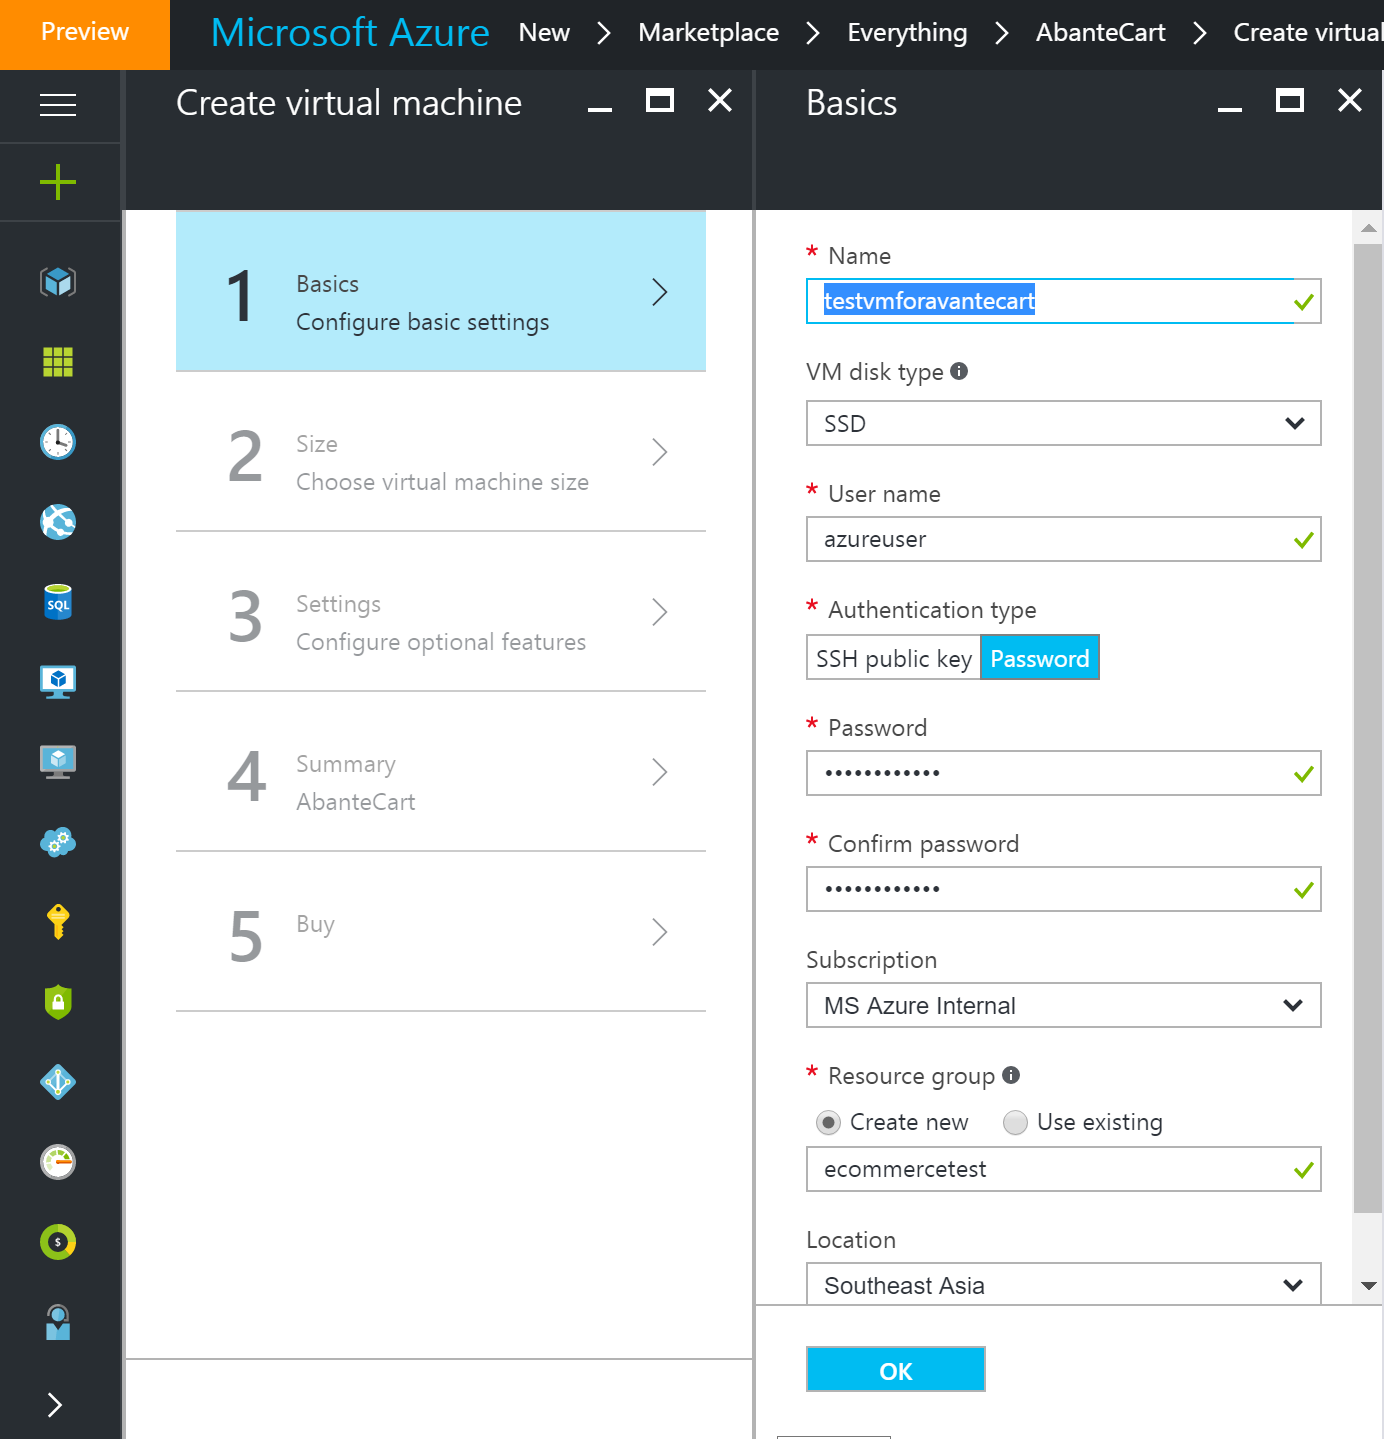 Preview
Microsoft Azure New Marketplace Everything AbanteCart Create virtual
Create virtual machine
Basics
1
Basics
Configure basic settings
2
Size
Choose virtual machine size
3
Settings
Configure optional features
4
Summary
AbanteCart
5
Buy
SQL
$
* Name
testvmforavantecart
VM disk type
SSD
* User name
azureuser
* Authentication type
SSH public key Password
* Password
••••••••••••
* Confirm password
••••••••••••
Subscription
MS Azure Internal
* Resource group
Create new Use existing
ecommercetest
Location
Southeast Asia
OK